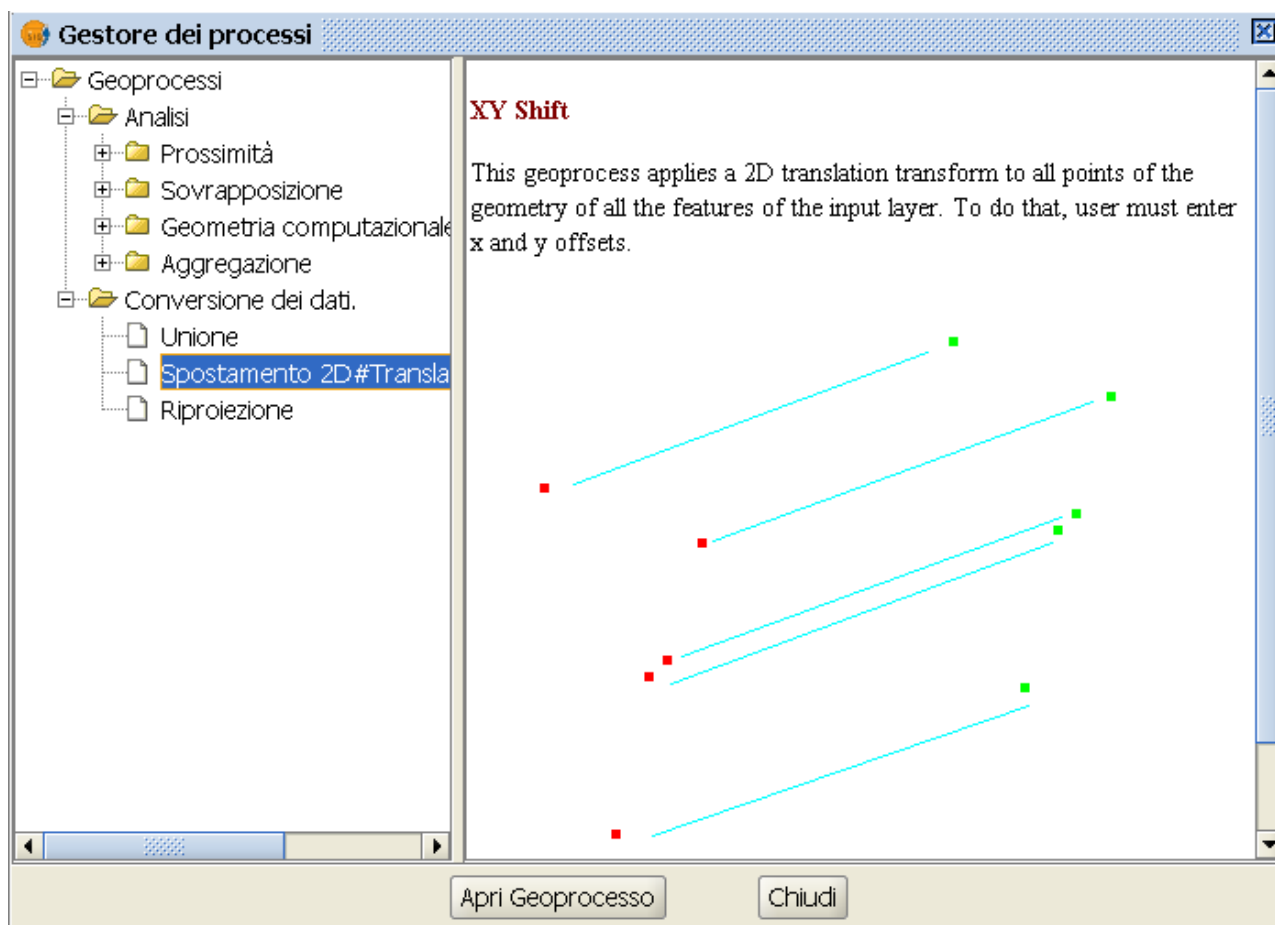 Gestore dei processi
Geoprocessi
Analisi
Prossimità
Sovrapposizione
Geometria computazionale
Aggregazione
Conversione dei dati.
Unione
Spostamento 2D#Transla
Riproiezione
XY Shift
This geoprocess applies a 2D translation transform to all points of the
geometry of all the features of the input layer. To do that, user must enter
x and y offsets.
Apri Geoprocesso
Chiudi